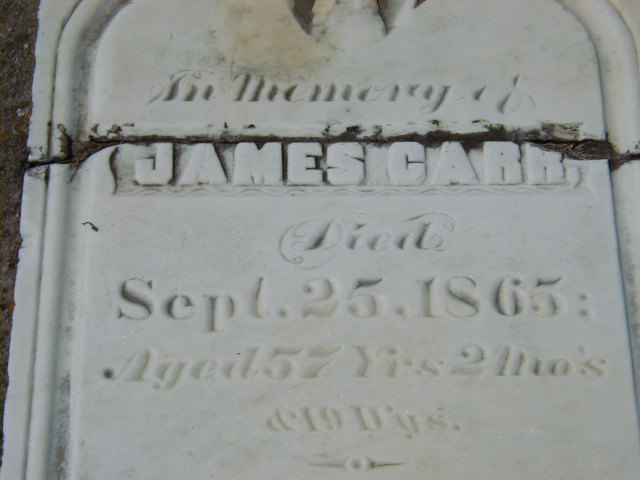 In Memory of
JAMES CARR,
Died
Sept. 25. 1865;
Aged 57 Yrs 2 Mo's
& 19 D'ys.